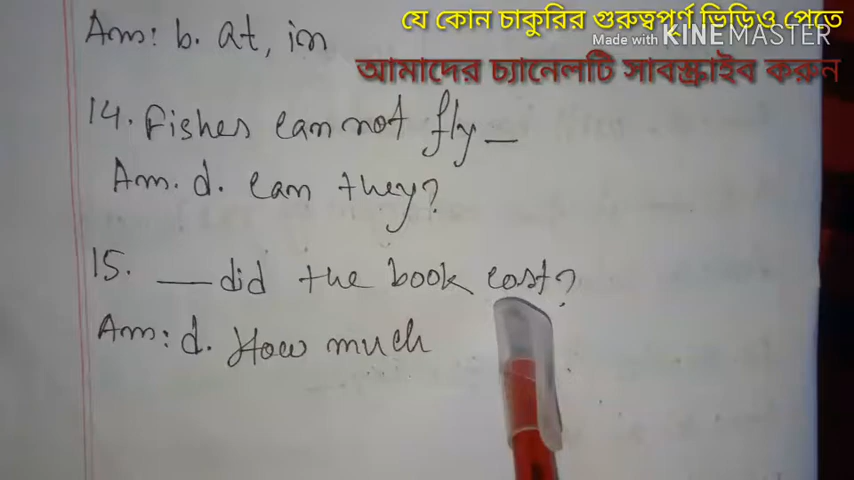 যে কোন চাকুরির গুরুত্বপূর্ণ ভিডিও পেতে
Made with KINEMASTER
আমাদের চ্যানেলটি সাবস্ক্রাইব করুন
Ans: b. at, in
14. Fishes can not fly _
Ans. d. can they?
15. _ did the book cost?
Ans: d. How much